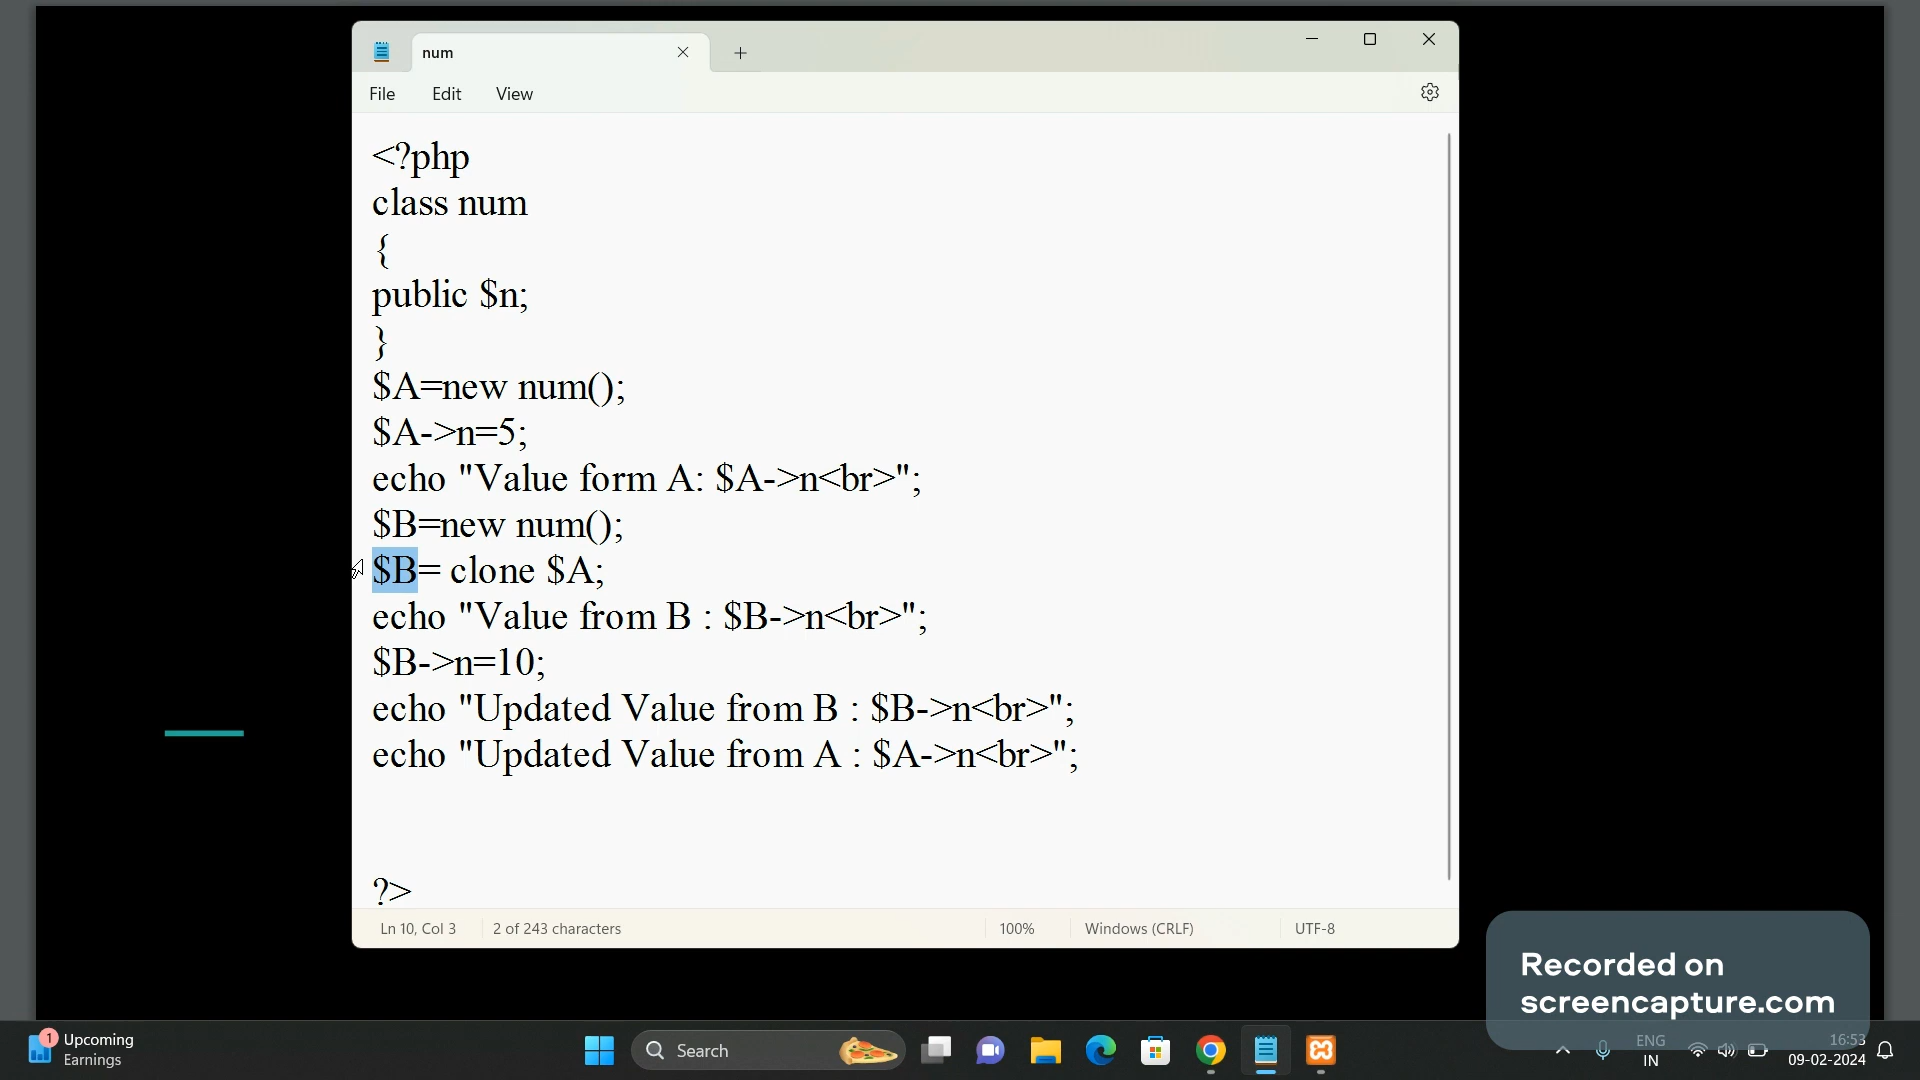 num
File Edit View
<?php
class num
{
public $n;
}
$A=new num();
$A->n=5;
echo "Value form A: $A->n<br>";
$B=new num();
$B= clone $A;
echo "Value from B : $B->n<br>";
$B->n=10;
echo "Updated Value from B : $B->n<br>";
echo "Updated Value from A : $A->n<br>";
?>
Ln 10, Col 3 2 of 243 characters 100% Windows (CRLF) UTF-8
Recorded on
screencapture.com
1 Upcoming
Earnings
Search
ENG
IN
16:53
09-02-2024